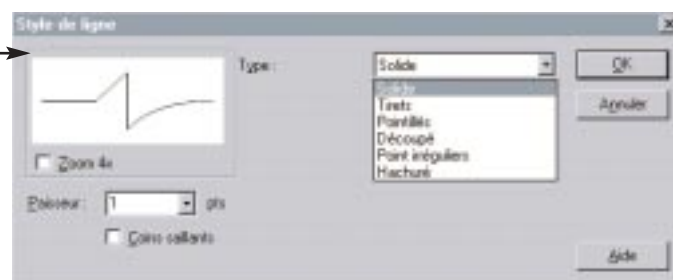 Style de ligne
Type :
Solide
OK
Solide
Tirets
Pointillés
Découpé
Point irréguliers
Hachuré
Annuler
Zoom 4x
Épaisseur : 1 pts
Coins saillants
Aide